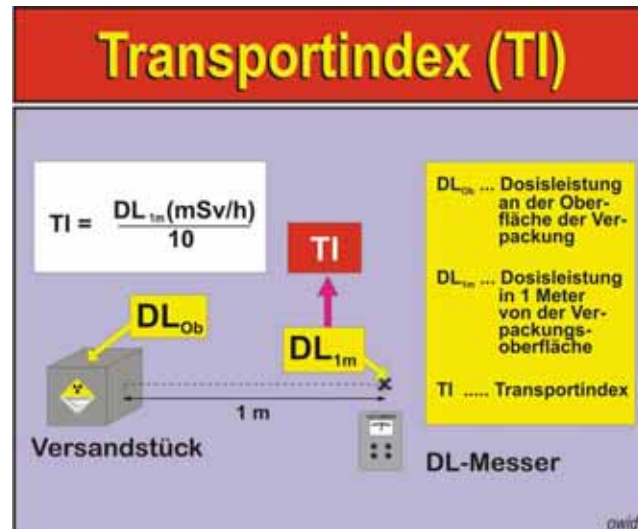 Transportindex (TI)
TI = DL1m(mSv/h)
10
TI
DLOb
DL1m
1 m
Versandstück
DL-Messer
DLOb ... Dosisleistung
an der Ober-
fläche der Ver-
packung
DL1m ... Dosisleistung
in 1 Meter
von der Ver-
packungs-
oberfläche
TI ..... Transportindex